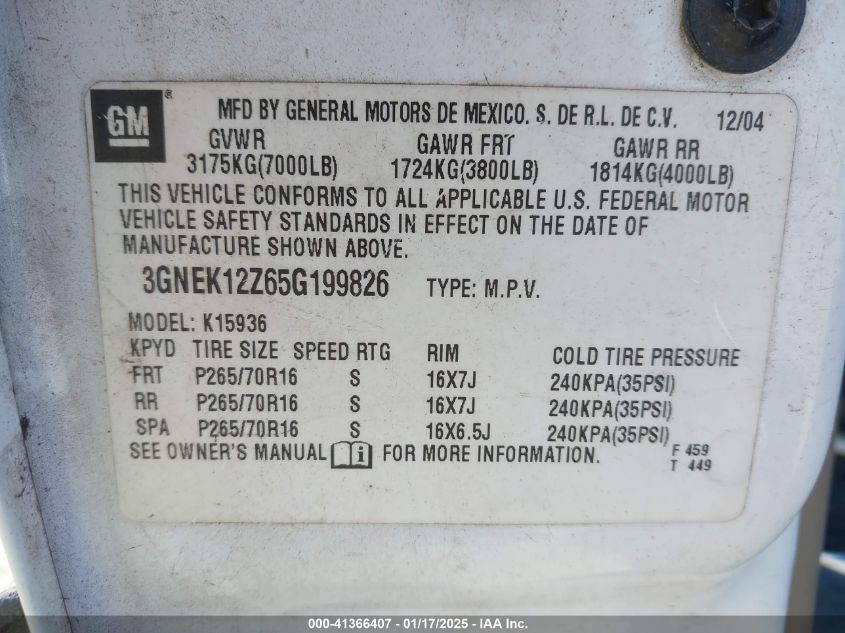 GM® MFD BY GENERAL MOTORS DE MEXICO. S. DE R.L. DE C.V. 12/04
GVWR GAWR FRT GAWR RR
3175KG(7000LB) 1724KG(3800LB) 1814KG(4000LB)
THIS VEHICLE CONFORMS TO ALL APPLICABLE U.S. FEDERAL MOTOR
VEHICLE SAFETY STANDARDS IN EFFECT ON THE DATE OF
MANUFACTURE SHOWN ABOVE.
3GNEK12Z65G199826 TYPE: M.P.V.
MODEL: K15936
KPYD TIRE SIZE SPEED RTG RIM COLD TIRE PRESSURE
FRT P265/70R16 S 16X7J 240KPA(35PSI)
RR P265/70R16 S 16X7J 240KPA(35PSI)
SPA P265/70R16 S 16X6.5J 240KPA(35PSI)
SEE OWNER'S MANUAL i FOR MORE INFORMATION. F 459
T 449
000-41366407 - 01/17/2025 - IAA Inc.